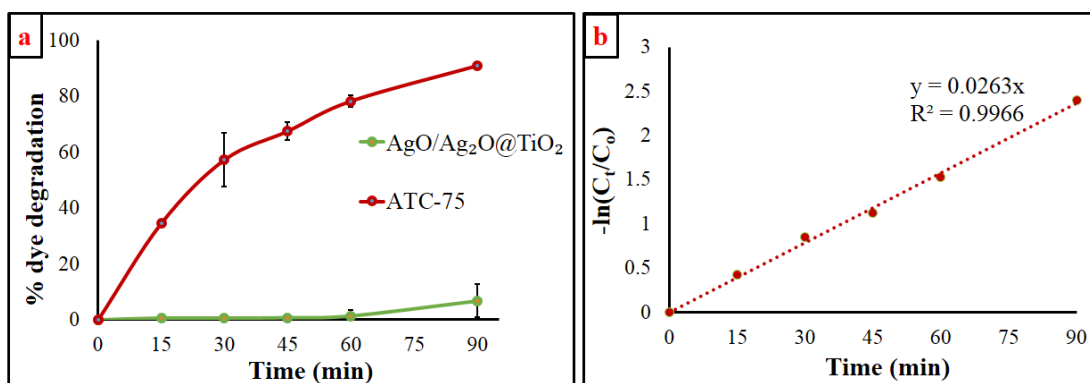 a
% dye degradation
100
80
60
40
20
0
0 15 30 45 60 75 90
Time (min)
AgO/Ag₂O@TiO₂
ATC-75
b
-ln(Cₜ/Cₒ)
3
2.5
2
1.5
1
0.5
0
0 15 30 45 60 75 90
Time (min)
y = 0.0263x
R² = 0.9966